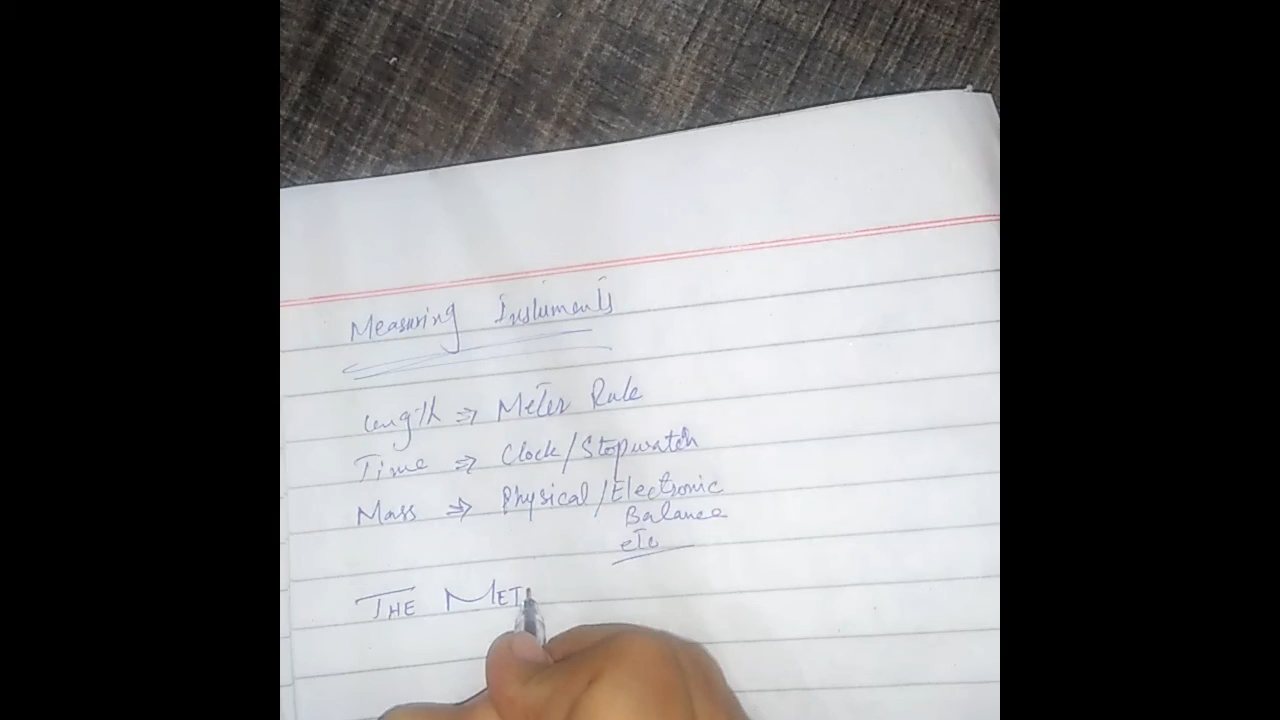 Measuring Instruments
Length ⇒ Meter Rule
Time ⇒ Clock/Stopwatch
Mass ⇒ Physical/Electronic
Balance
etc
THE MET